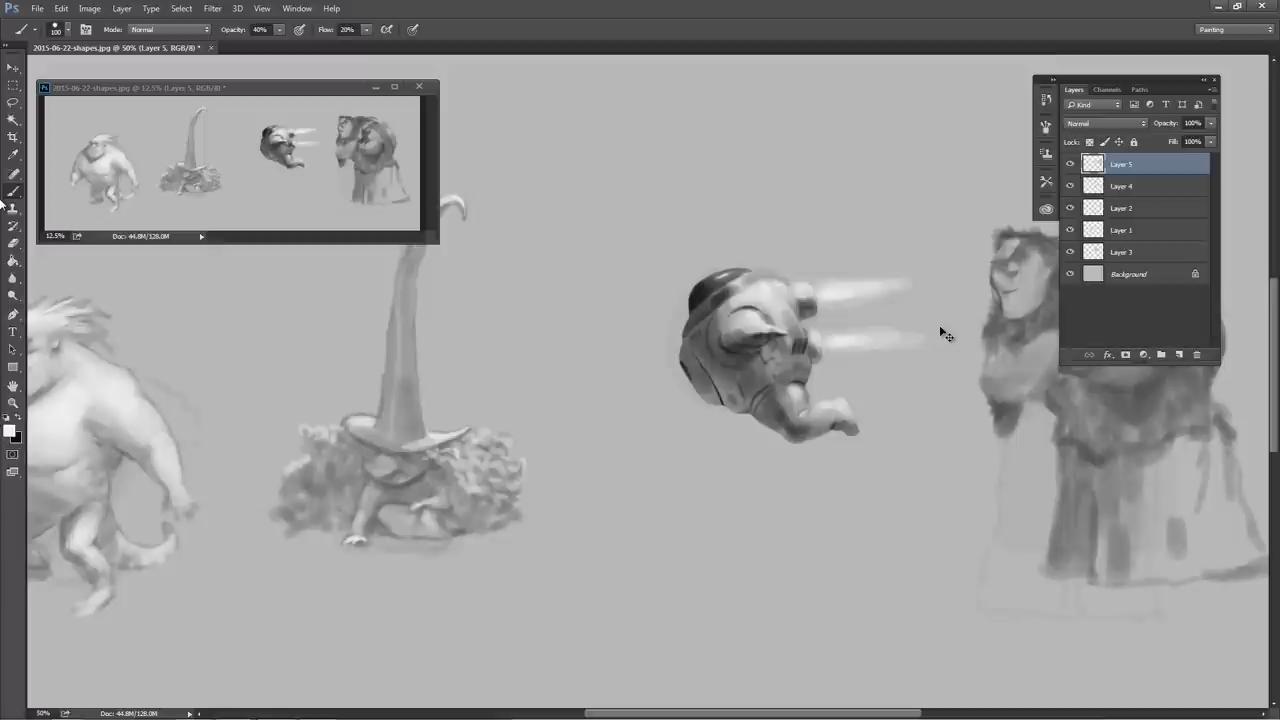 Ps File Edit Image Layer Type Select Filter 3D View Window Help
100 Mode: Normal Opacity: 40% Flow: 20% Painting
2015-06-22-shapes.jpg @ 50% (Layer 5, RGB/8) * ×
Ps 2015-06-22-shapes.jpg @ 12.5% (Layer 5, RGB/8) *
12.5% Doc: 44.8M/128.0M
Layers Channels Paths
Kind
Normal Opacity: 100%
Lock: Fill: 100%
Layer 5
Layer 4
Layer 2
Layer 1
Layer 3
Background
T
50% Doc: 44.8M/128.0M